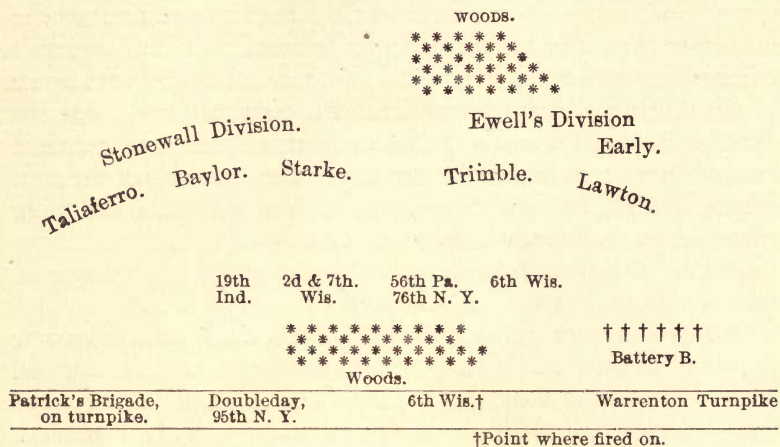 WOODS.
Stonewall Division.
Ewell's Division
Early.
Taliaferro. Baylor. Starke.
Trimble. Lawton.
19th Ind.
2d & 7th. Wis.
56th Pa. 76th N. Y.
6th Wis.
† † † † † †
Battery B.
Woods.
Patrick's Brigade, on turnpike.
Doubleday, 95th N. Y.
6th Wis.†
Warrenton Turnpike
†Point where fired on.